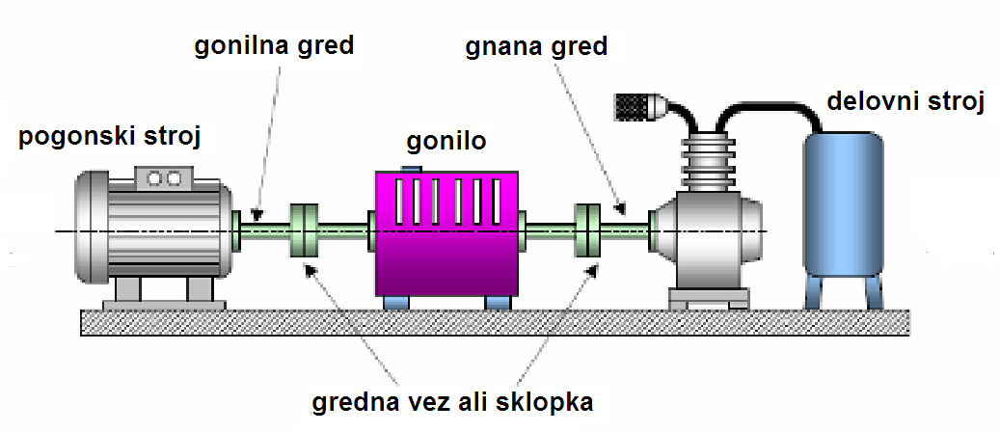 gonilna gred
gnana gred
delovni stroj
pogonski stroj
gonilo
gredna vez ali sklopka